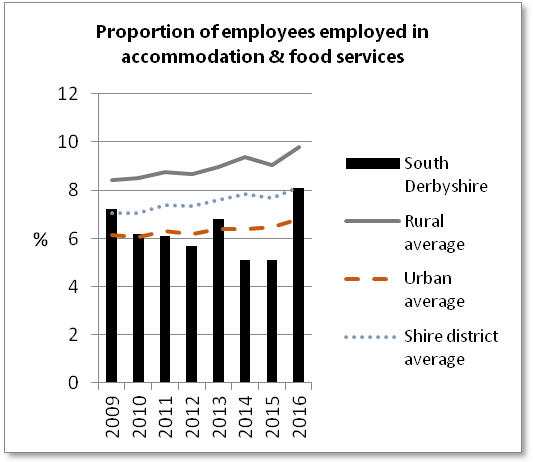 Proportion of employees employed in
accommodation & food services
12
10
8
6
4
2
0
%
2009
2010
2011
2012
2013
2014
2015
2016
South
Derbyshire
Rural
average
Urban
average
Shire district
average